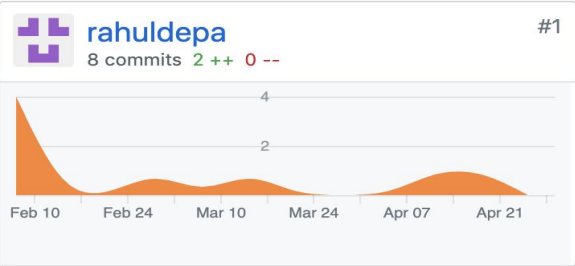 rahuldepa #1
8 commits 2 ++ 0 --
4
2
Feb 10 Feb 24 Mar 10 Mar 24 Apr 07 Apr 21